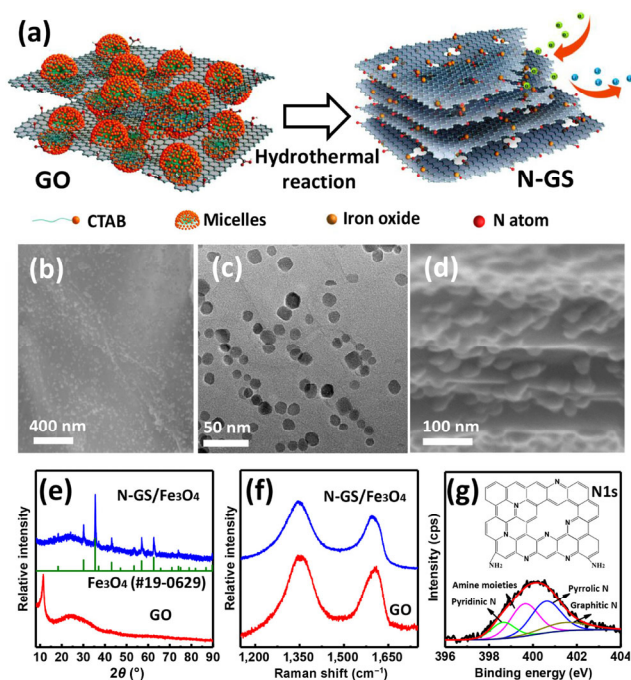 (a)
N
N
N
N
N
N
N
GO
Hydrothermal
reaction
N-GS
CTAB
Micelles
Iron oxide
N atom
(b)
400 nm
(c)
50 nm
(d)
100 nm
(e)
N-GS/Fe₃O₄
Fe₃O₄ (#19-0629)
GO
Relative intensity
10 20 30 40 50 60 70 80 90
2θ (°)
(f)
N-GS/Fe₃O₄
GO
Relative intensity
1,200 1,350 1,500 1,650
Raman shift (cm⁻¹)
(g)
N1s
N
N
N
N
N
N
N
NH₂
NH₂
Amine moieties
Pyridinic N
Pyrrolic N
Graphitic N
Intensity (cps)
396 398 400 402 404
Binding energy (eV)